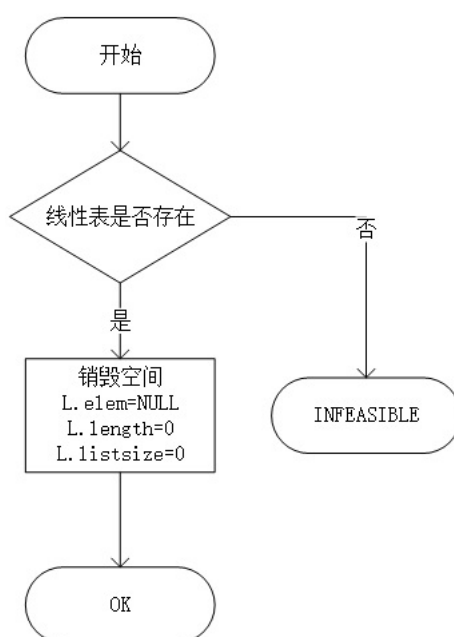 开始
线性表是否存在
否
是
销毁空间
L.elem=NULL
L.length=0
L.listsize=0
INFEASIBLE
OK